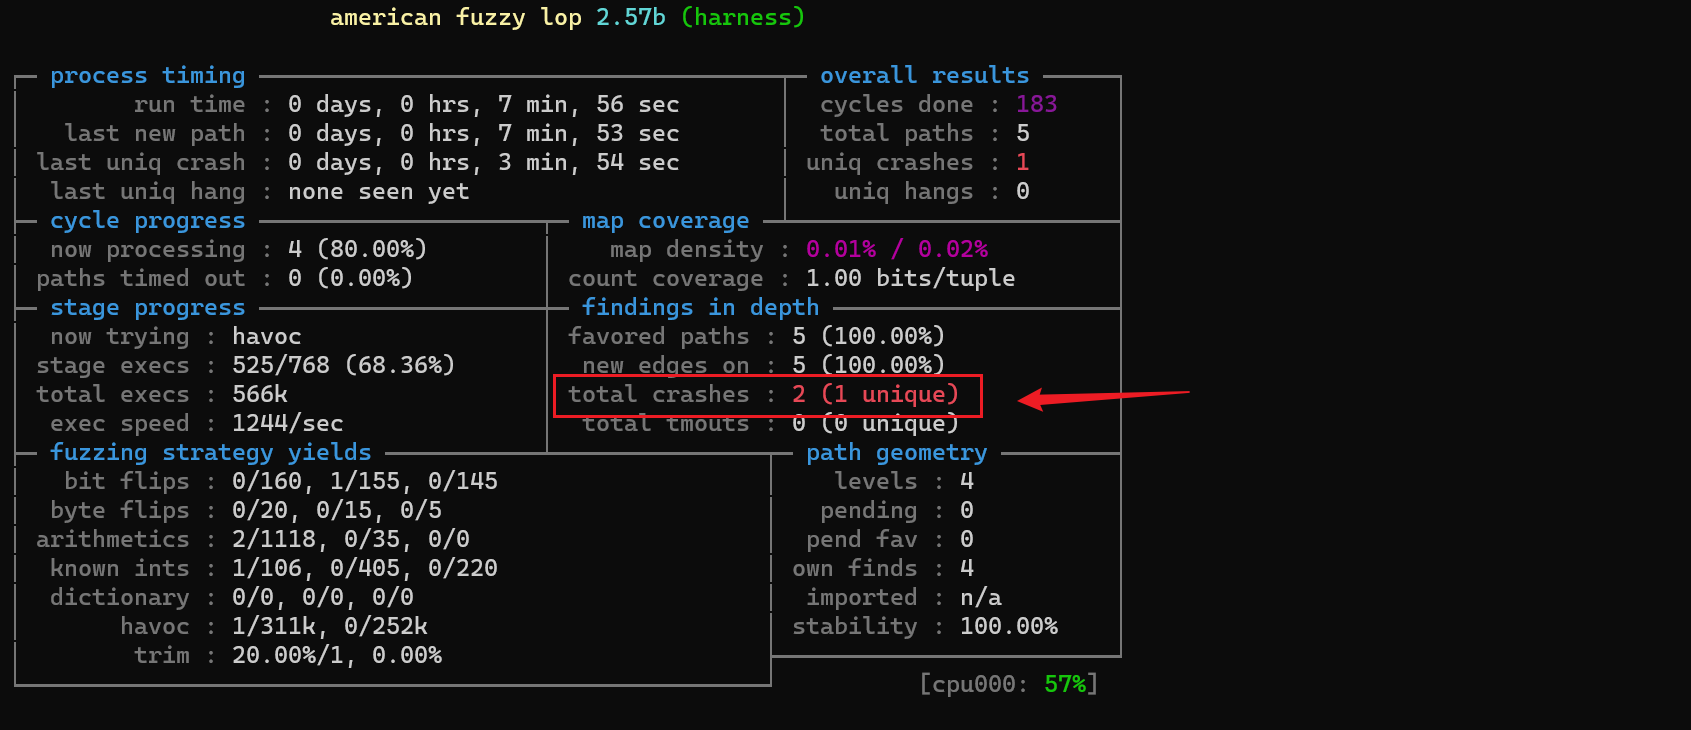 american fuzzy lop 2.57b (harness)
process timing
run time : 0 days, 0 hrs, 7 min, 56 sec
last new path : 0 days, 0 hrs, 7 min, 53 sec
last uniq crash : 0 days, 0 hrs, 3 min, 54 sec
last uniq hang : none seen yet
overall results
cycles done : 183
total paths : 5
uniq crashes : 1
uniq hangs : 0
cycle progress
now processing : 4 (80.00%)
paths timed out : 0 (0.00%)
map coverage
map density : 0.01% / 0.02%
count coverage : 1.00 bits/tuple
stage progress
now trying : havoc
stage execs : 525/768 (68.36%)
total execs : 566k
exec speed : 1244/sec
findings in depth
favored paths : 5 (100.00%)
new edges on : 5 (100.00%)
total crashes : 2 (1 unique)
total tmouts : 0 (0 unique)
fuzzing strategy yields
bit flips : 0/160, 1/155, 0/145
byte flips : 0/20, 0/15, 0/5
arithmetics : 2/1118, 0/35, 0/0
known ints : 1/106, 0/405, 0/220
dictionary : 0/0, 0/0, 0/0
havoc : 1/311k, 0/252k
trim : 20.00%/1, 0.00%
path geometry
levels : 4
pending : 0
pend fav : 0
own finds : 4
imported : n/a
stability : 100.00%
[cpu000: 57%]